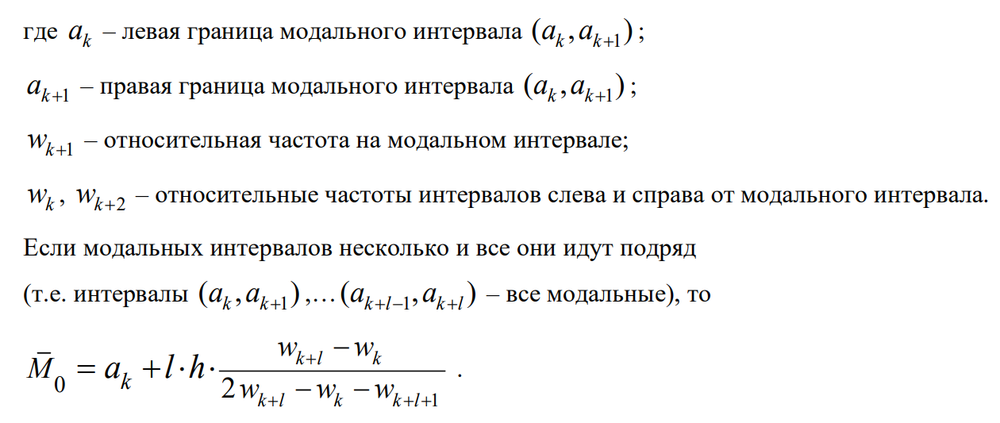 где $a_k$ – левая граница модального интервала $(a_k, a_{k+1})$;
$a_{k+1}$ – правая граница модального интервала $(a_k, a_{k+1})$;
$w_{k+1}$ – относительная частота на модальном интервале;
$w_k$, $w_{k+2}$ – относительные частоты интервалов слева и справа от модального интервала.
Если модальных интервалов несколько и все они идут подряд
(т.е. интервалы $(a_k, a_{k+1}),\ldots(a_{k+l-1}, a_{k+l})$ – все модальные), то
$\bar{M}_0 = a_k + l \cdot h \cdot \frac{w_{k+l} - w_k}{2w_{k+l} - w_k - w_{k+l+1}}$ .